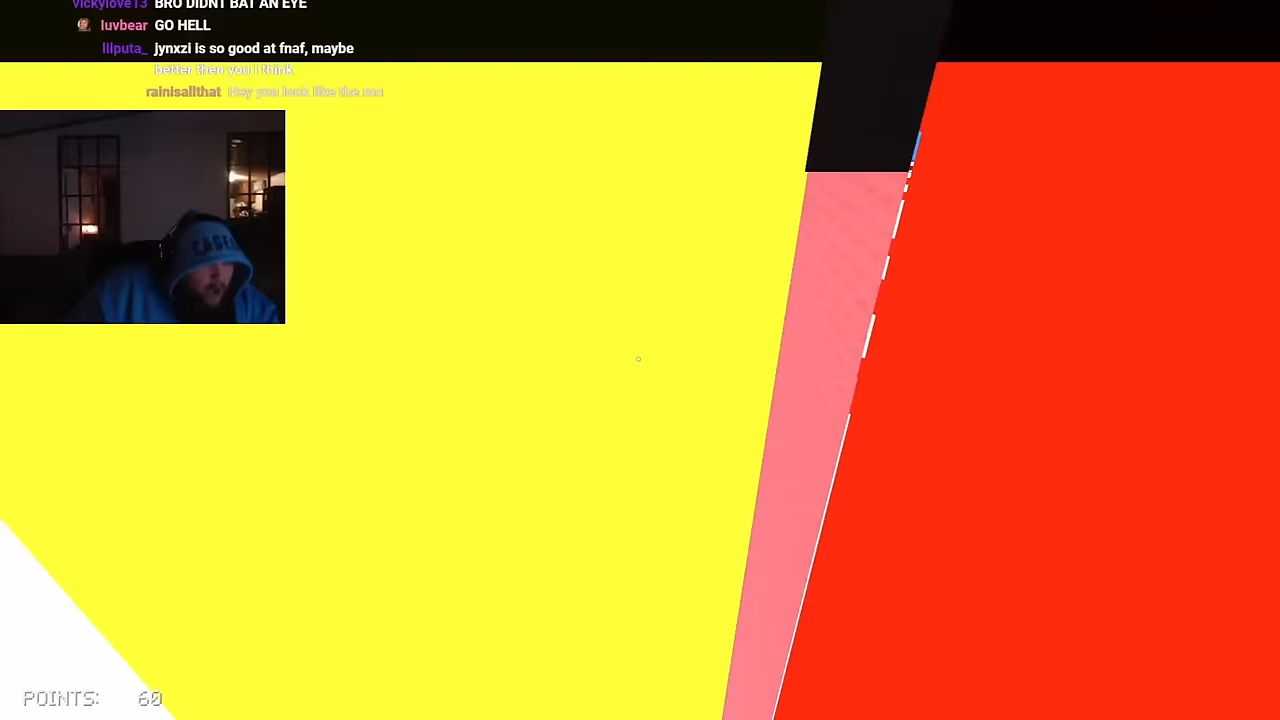 vickylove13 BRO DIDNT BAT AN EYE
luvbear GO HELL
lilputa_ jynxzi is so good at fnaf, maybe
better then you i think
rainisallthat Hey you look like the
POINTS: 60